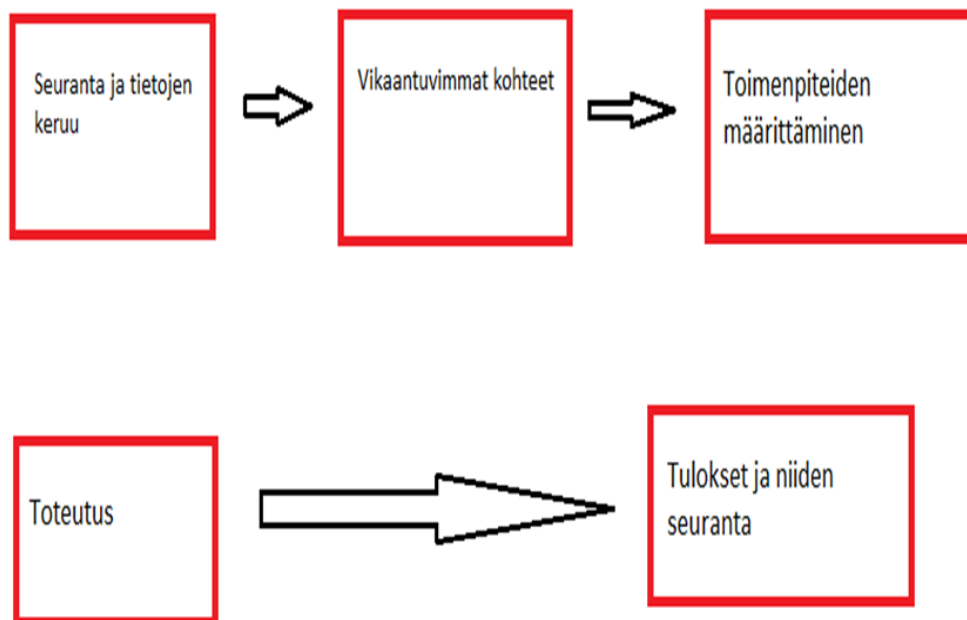 Seuranta ja tietojen
keruu
Vikaantuvimmat kohteet
Toimenpiteiden
määrittäminen
Toteutus
Tulokset ja niiden
seuranta